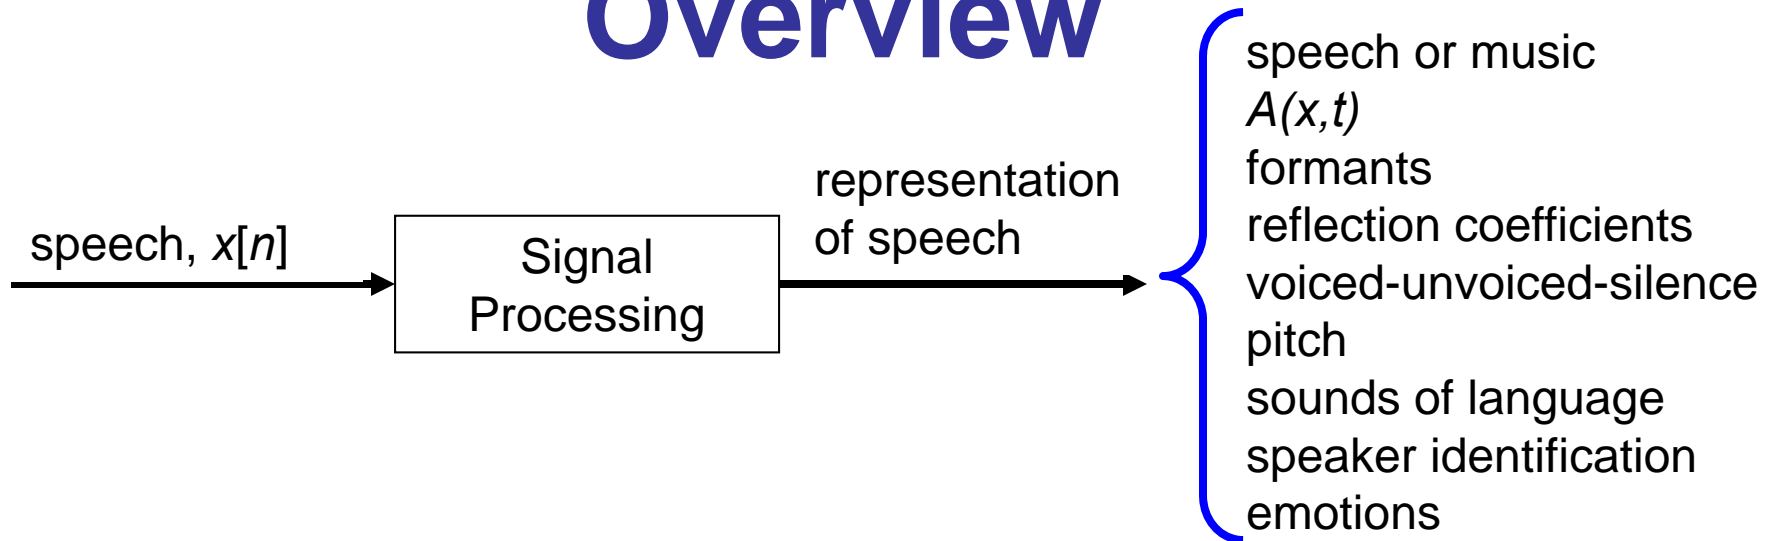 Overview
speech, x[n]
Signal
Processing
representation
of speech
speech or music
A(x,t)
formants
reflection coefficients
voiced-unvoiced-silence
pitch
sounds of language
speaker identification
emotions